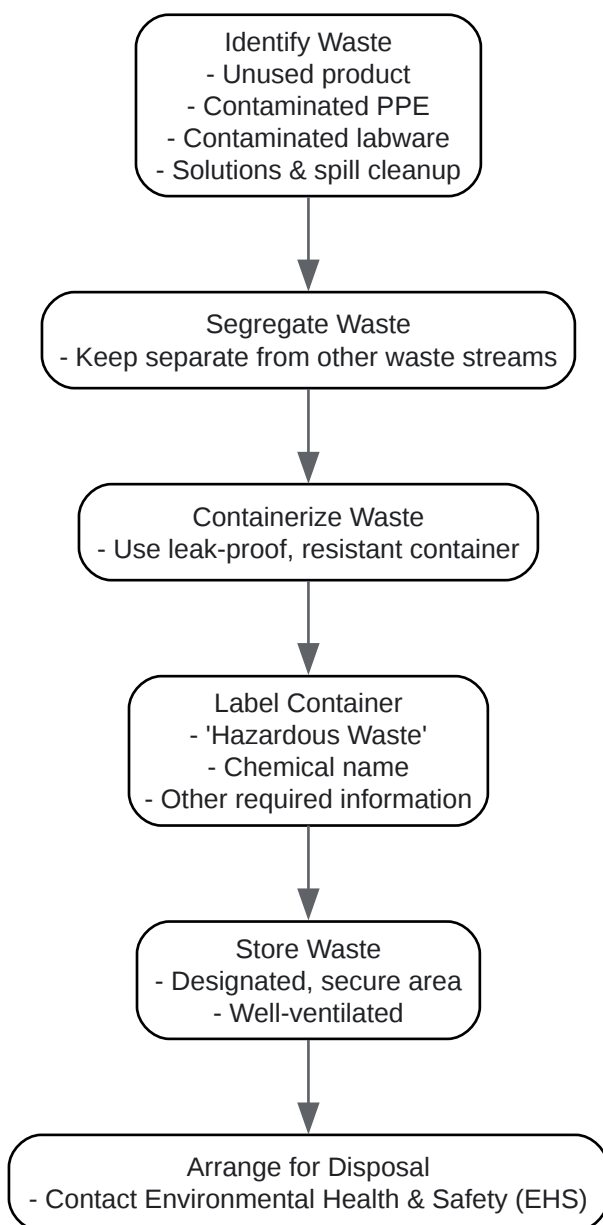 Identify Waste
- Unused product
- Contaminated PPE
- Contaminated labware
- Solutions & spill cleanup
Segregate Waste
- Keep separate from other waste streams
Containerize Waste
- Use leak-proof, resistant container
Label Container
- 'Hazardous Waste'
- Chemical name
- Other required information
Store Waste
- Designated, secure area
- Well-ventilated
Arrange for Disposal
- Contact Environmental Health & Safety (EHS)